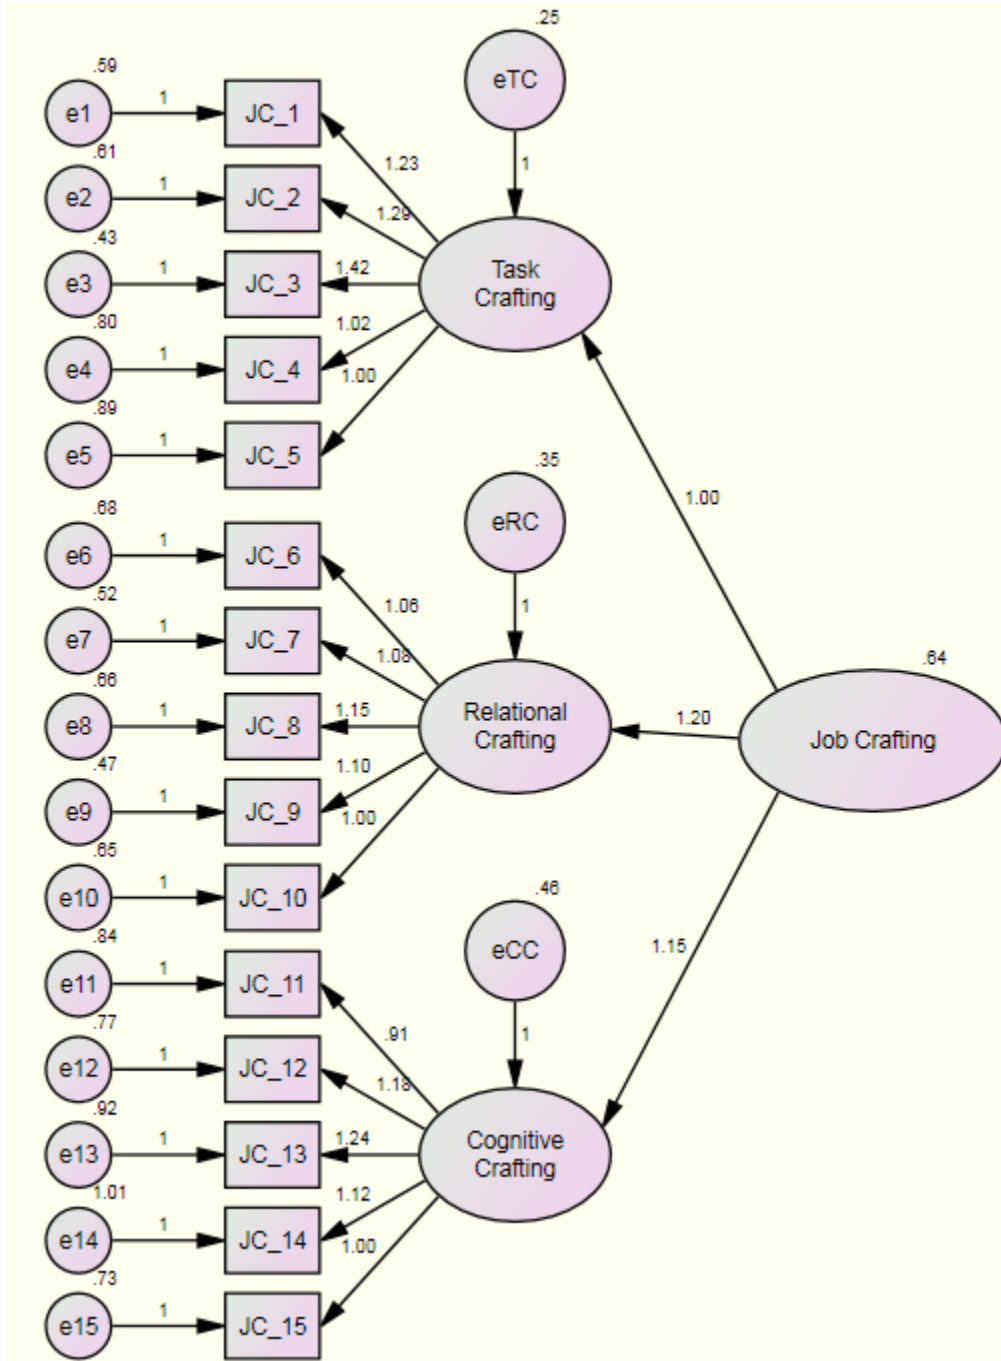 .25
eTC
1
Task
Crafting
.59
e1
1
JC_1
1.23
.61
e2
1
JC_2
1.29
.43
e3
1
JC_3
1.42
.80
e4
1
JC_4
1.02
.89
e5
1
JC_5
1.00
1.00
.35
eRC
1
Relational
Crafting
.68
e6
1
JC_6
1.06
.52
e7
1
JC_7
1.08
.66
e8
1
JC_8
1.15
.47
e9
1
JC_9
1.10
.65
e10
1
JC_10
1.00
1.20
.64
Job Crafting
.46
eCC
1
Cognitive
Crafting
1.15
.84
e11
1
JC_11
.91
.77
e12
1
JC_12
1.18
.92
e13
1
JC_13
1.24
1.01
e14
1
JC_14
1.12
.73
e15
1
JC_15
1.00